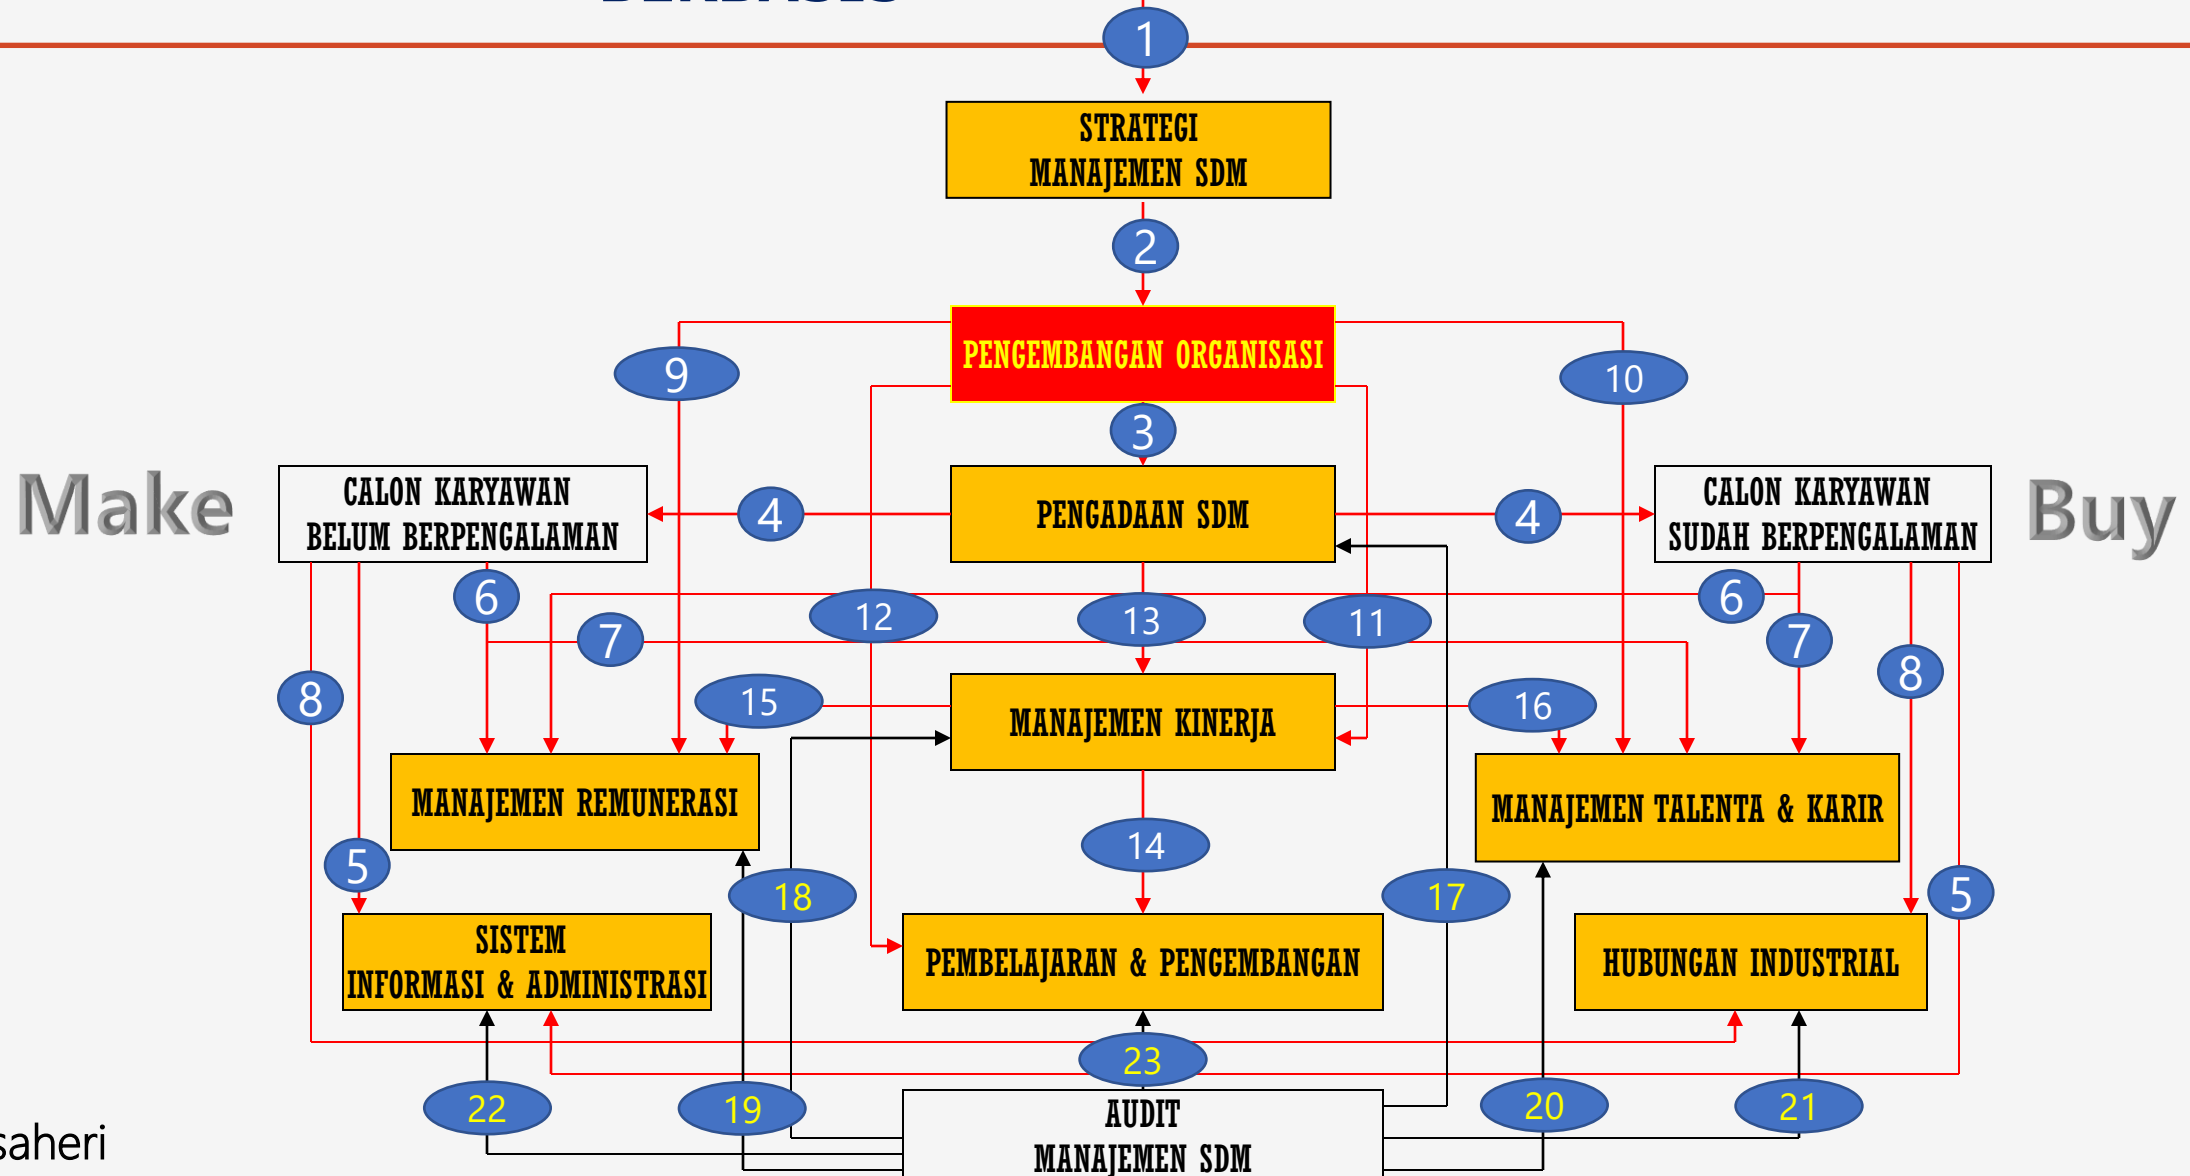 1
STRATEGI
MANAJEMEN SDM
2
PENGEMBANGAN ORGANISASI
9
10
3
Make
CALON KARYAWAN
BELUM BERPENGALAMAN
4
PENGADAAN SDM
4
CALON KARYAWAN
SUDAH BERPENGALAMAN
Buy
6
12
13
11
6
7
7
8
15
MANAJEMEN KINERJA
16
8
MANAJEMEN REMUNERASI
MANAJEMEN TALENTA & KARIR
14
5
18
17
5
SISTEM
INFORMASI & ADMINISTRASI
PEMBELAJARAN & PENGEMBANGAN
HUBUNGAN INDUSTRIAL
23
22
19
AUDIT
MANAJEMEN SDM
20
21
saheri